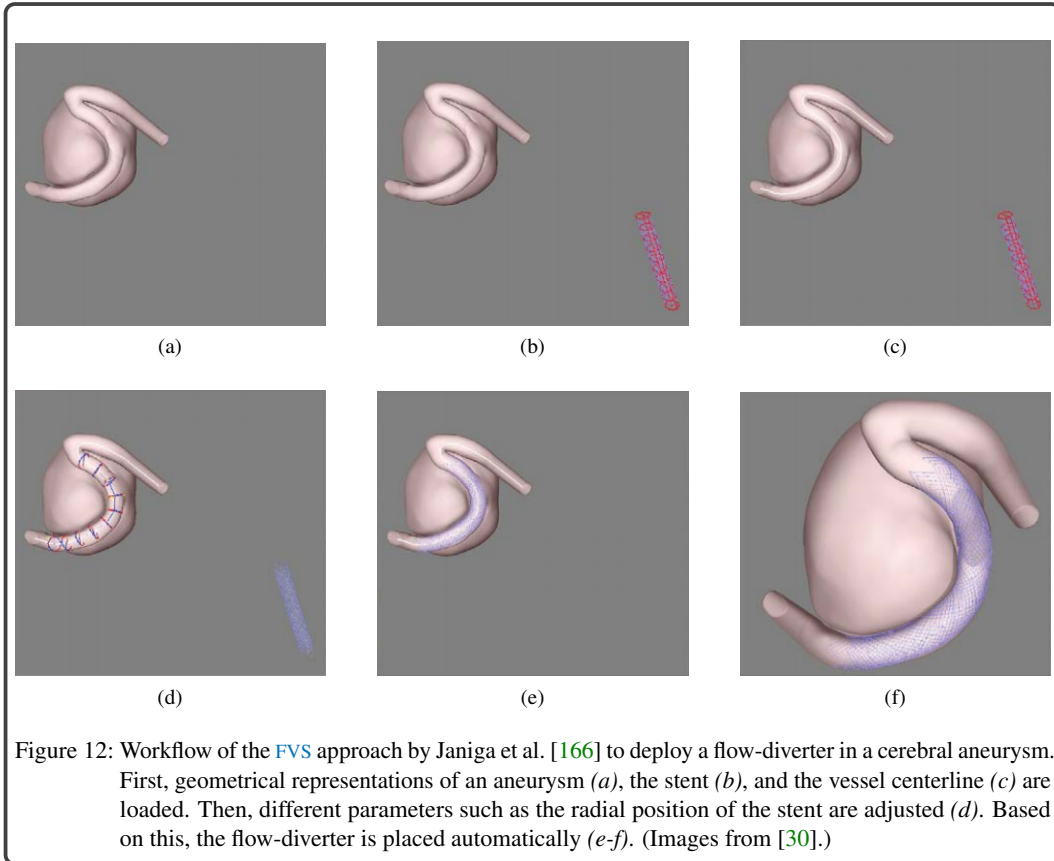 (a)
(b)
(c)
(d)
(e)
(f)
Figure 12: Workflow of the FVS approach by Janiga et al. [166] to deploy a flow-diverter in a cerebral aneurysm.
First, geometrical representations of an aneurysm (a), the stent (b), and the vessel centerline (c) are
loaded. Then, different parameters such as the radial position of the stent are adjusted (d). Based
on this, the flow-diverter is placed automatically (e-f). (Images from [30].)